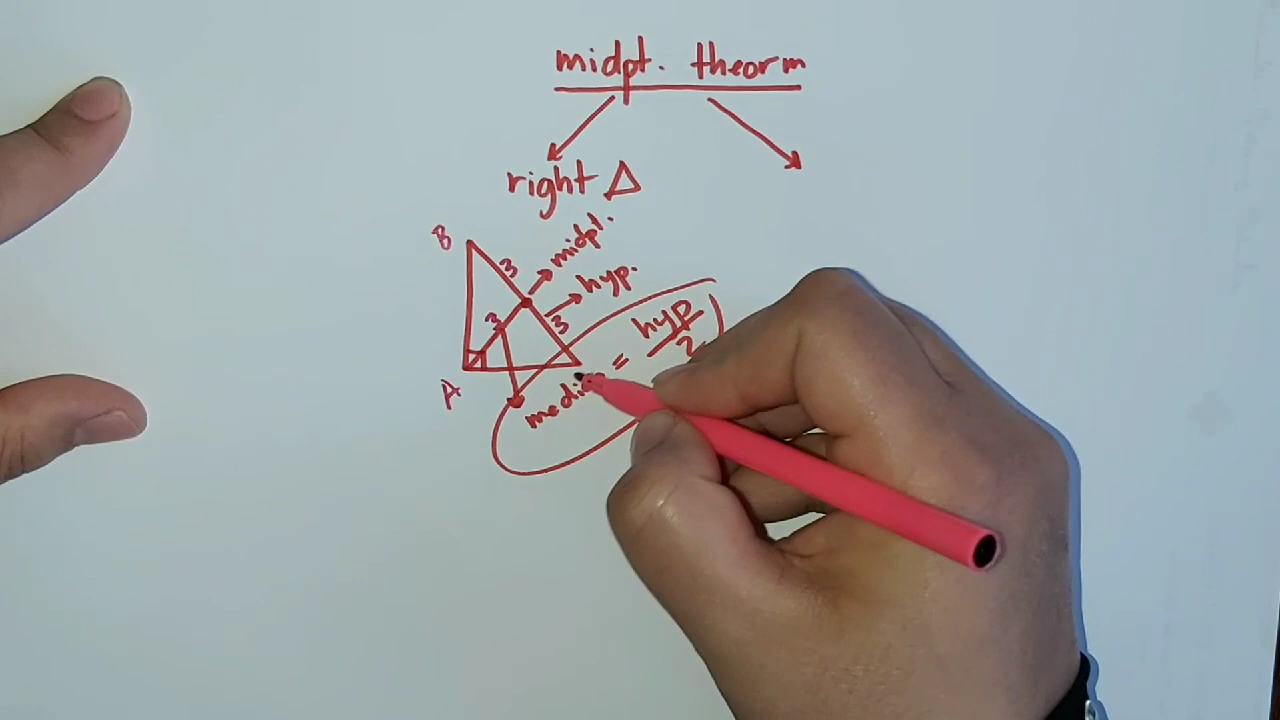 midpt. theorm
right Δ
B
midpt.
3
hyp.
3
3
A
= hyp
2